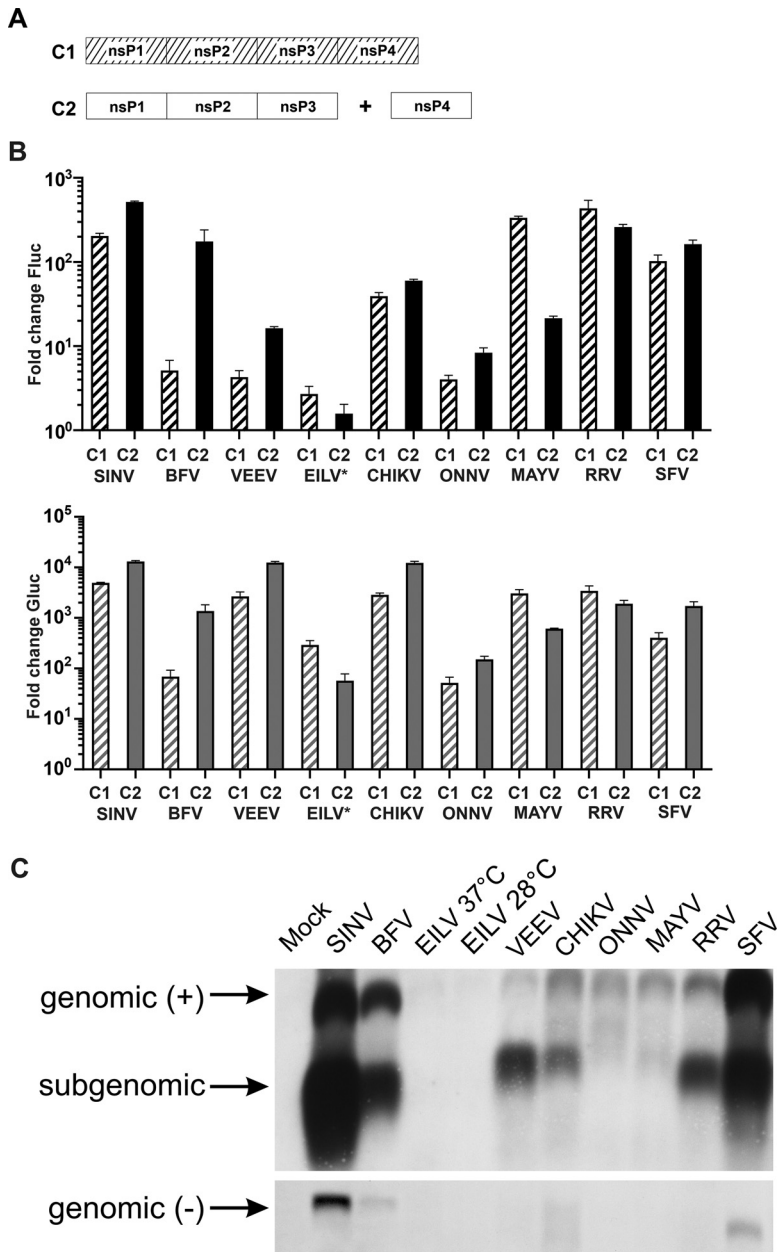 A
C1 nsP1 nsP2 nsP3 nsP4
C2 nsP1 nsP2 nsP3 + nsP4
B
Fold change Fluc
10³
10²
10¹
10⁰
C1 C2 C1 C2 C1 C2 C1 C2 C1 C2 C1 C2 C1 C2 C1 C2 C1 C2
SINV BFV VEEV EILV* CHIKV ONNV MAYV RRV SFV
Fold change Gluc
10⁵
10⁴
10³
10²
10¹
10⁰
C1 C2 C1 C2 C1 C2 C1 C2 C1 C2 C1 C2 C1 C2 C1 C2 C1 C2
SINV BFV VEEV EILV* CHIKV ONNV MAYV RRV SFV
C
Mock SINV BFV EILV 37°C EILV 28°C VEEV CHIKV ONNV MAYV RRV SFV
genomic (+)
subgenomic
genomic (-)